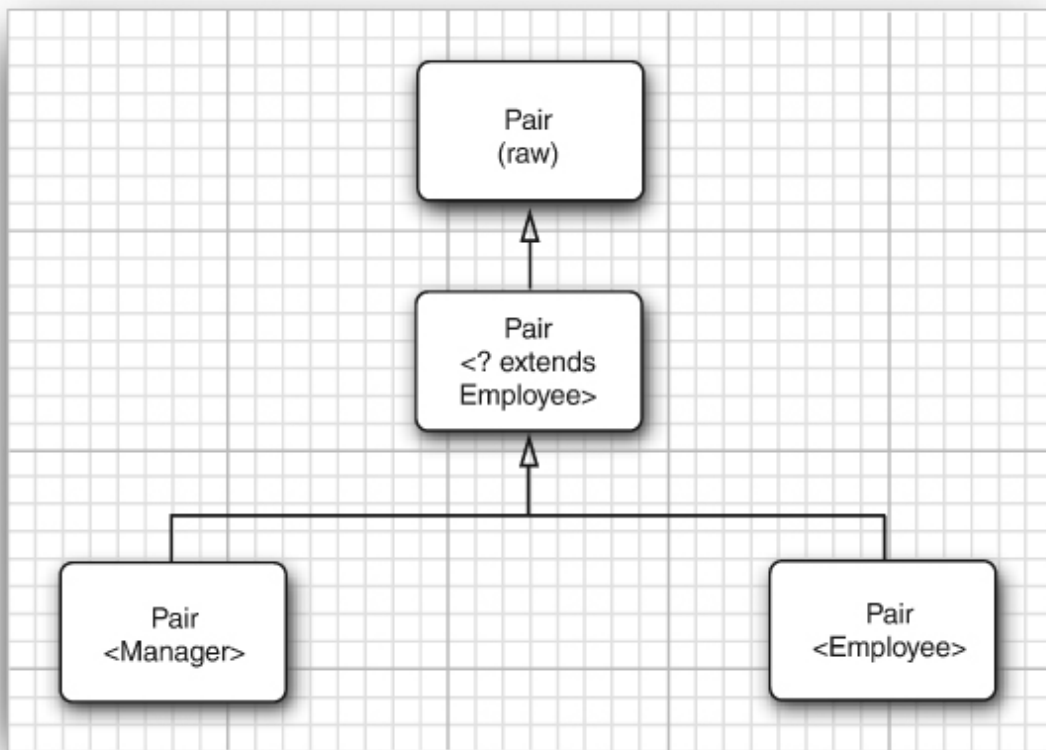 Pair
(raw)
Pair
<? extends
Employee>
Pair
<Manager>
Pair
<Employee>